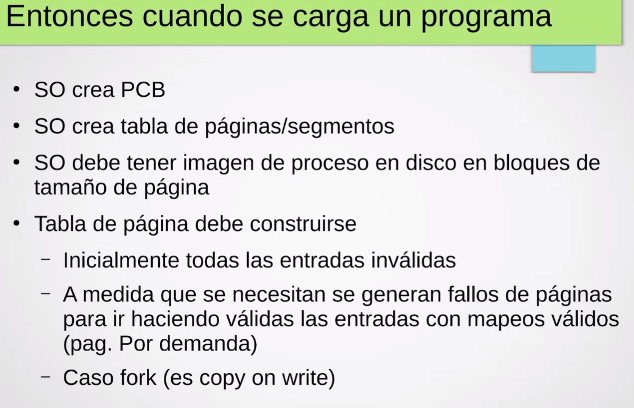 Entonces cuando se carga un programa
• SO crea PCB
• SO crea tabla de páginas/segmentos
• SO debe tener imagen de proceso en disco en bloques de
tamaño de página
• Tabla de página debe construirse
– Inicialmente todas las entradas inválidas
– A medida que se necesitan se generan fallos de páginas
para ir haciendo válidas las entradas con mapeos válidos
(pag. Por demanda)
– Caso fork (es copy on write)